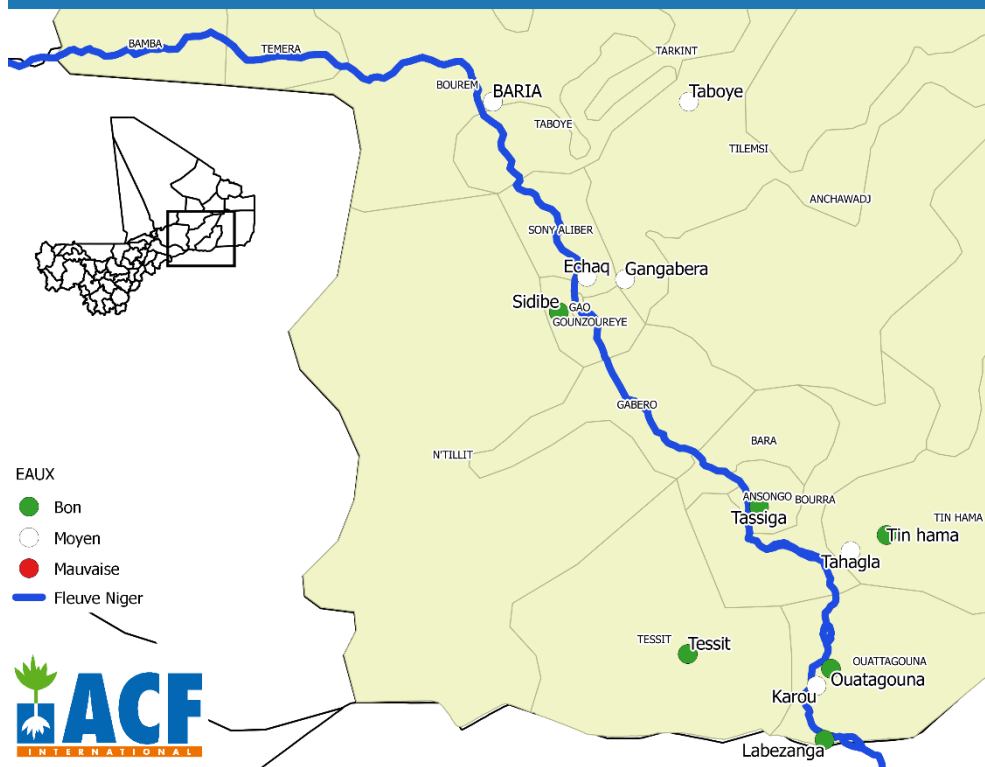 BAMBA
TEMERA
TARKINT
BOUREM
BARIA
Taboye
TABOYE
TILEMSI
ANCHAWADJ
SONY ALIBER
Echaq
Gangabera
Sidibe
GAO
GOUNZOUREYE
GABERO
BARA
N'TILLIT
EAUX
Bon
Moyen
Mauvaise
Fleuve Niger
ANSONGO
BOURRA
Tassiga
TIN HAMA
Tin hama
Tahagla
TESSIT
Tessit
OUATTAGOUNA
Ouatagouna
Karou
Labezanga
ACF
INTERNATIONAL